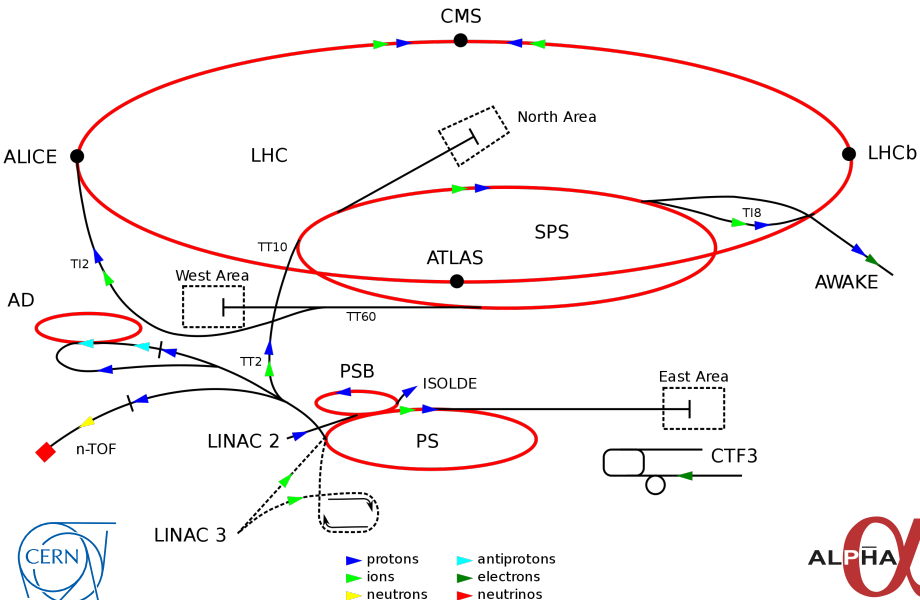 CMS
North Area
ALICE
LHC
LHCb
TI8
SPS
TT10
ATLAS
TI2
West Area
AWAKE
AD
TT60
TT2
PSB
ISOLDE
East Area
LINAC 2
PS
n-TOF
CTF3
LINAC 3
CERN
protons
antiprotons
ions
electrons
neutrons
neutrinos
ALPHA